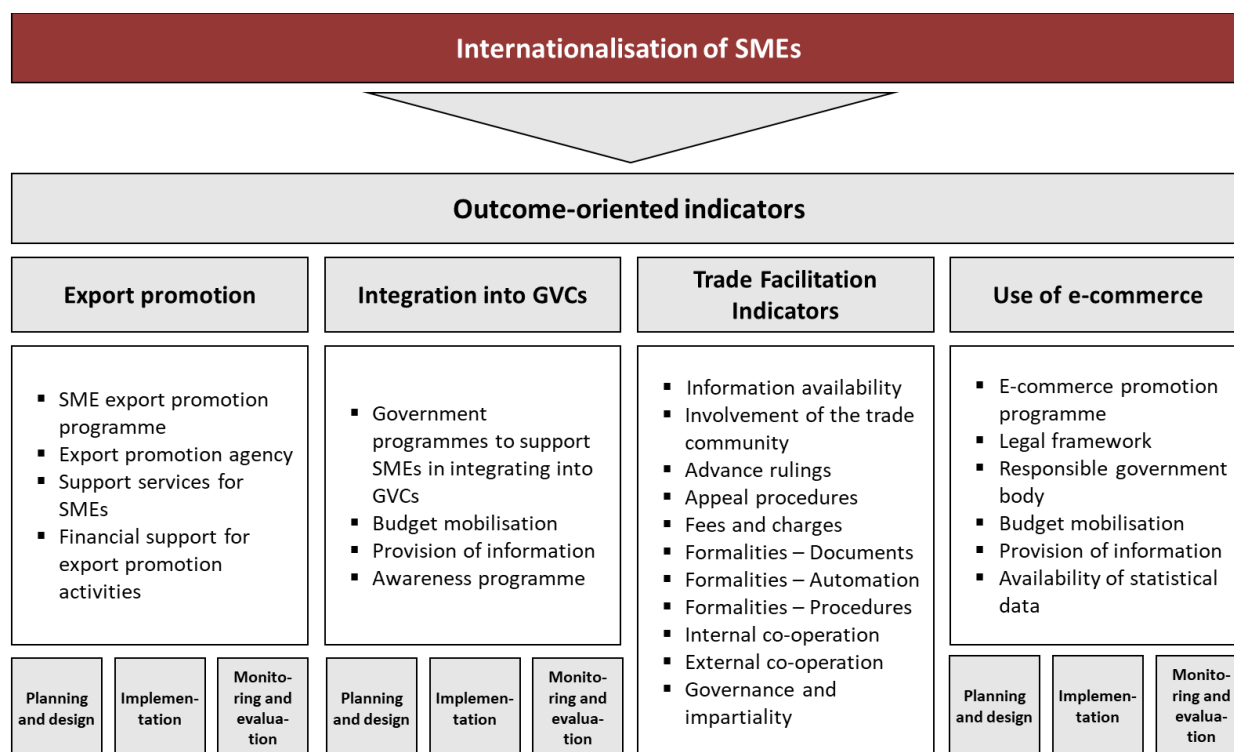 Internationalisation of SMEs
Outcome-oriented indicators
Export promotion
▪ SME export promotion
programme
▪ Export promotion agency
▪ Support services for
SMEs
▪ Financial support for
export promotion
activities
Planning
and design
Implemen-
tation
Monito-
ring and
evalua-
tion
Integration into GVCs
▪ Government
programmes to support
SMEs in integrating into
GVCs
▪ Budget mobilisation
▪ Provision of information
▪ Awareness programme
Planning
and design
Implemen-
tation
Monito-
ring and
evalua-
tion
Trade Facilitation
Indicators
▪ Information availability
▪ Involvement of the trade
community
▪ Advance rulings
▪ Appeal procedures
▪ Fees and charges
▪ Formalities – Documents
▪ Formalities – Automation
▪ Formalities – Procedures
▪ Internal co-operation
▪ External co-operation
▪ Governance and
impartiality
Use of e-commerce
▪ E-commerce promotion
programme
▪ Legal framework
▪ Responsible government
body
▪ Budget mobilisation
▪ Provision of information
▪ Availability of statistical
data
Planning
and design
Implemen-
tation
Monito-
ring and
evalua-
tion